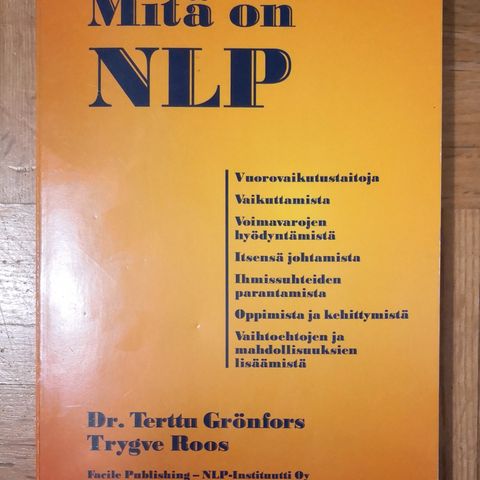 Mitä on
NLP
Vuorovaikutustaitoja
Vaikuttamista
Voimavarojen
hyödyntämistä
Itsensä johtamista
Ihmissuhteiden
parantamista
Oppimista ja kehittymistä
Vaihtoehtojen ja
mahdollisuuksien
lisäämistä
Dr. Terttu Grönfors
Trygve Roos
Facile Publishing – NLP-Instituutti Oy